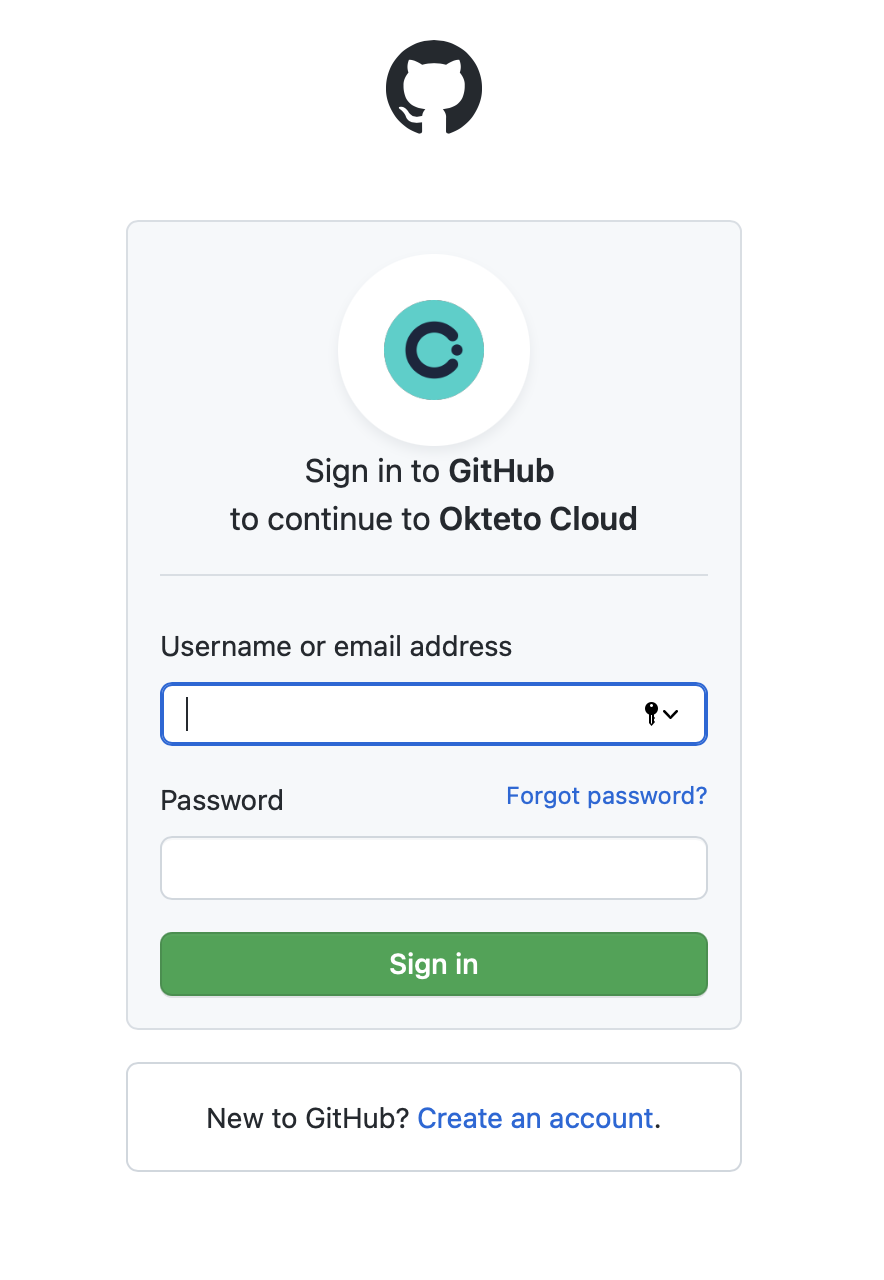 Sign in to GitHub
to continue to Okteto Cloud
Username or email address
Password
Forgot password?
Sign in
New to GitHub? Create an account.